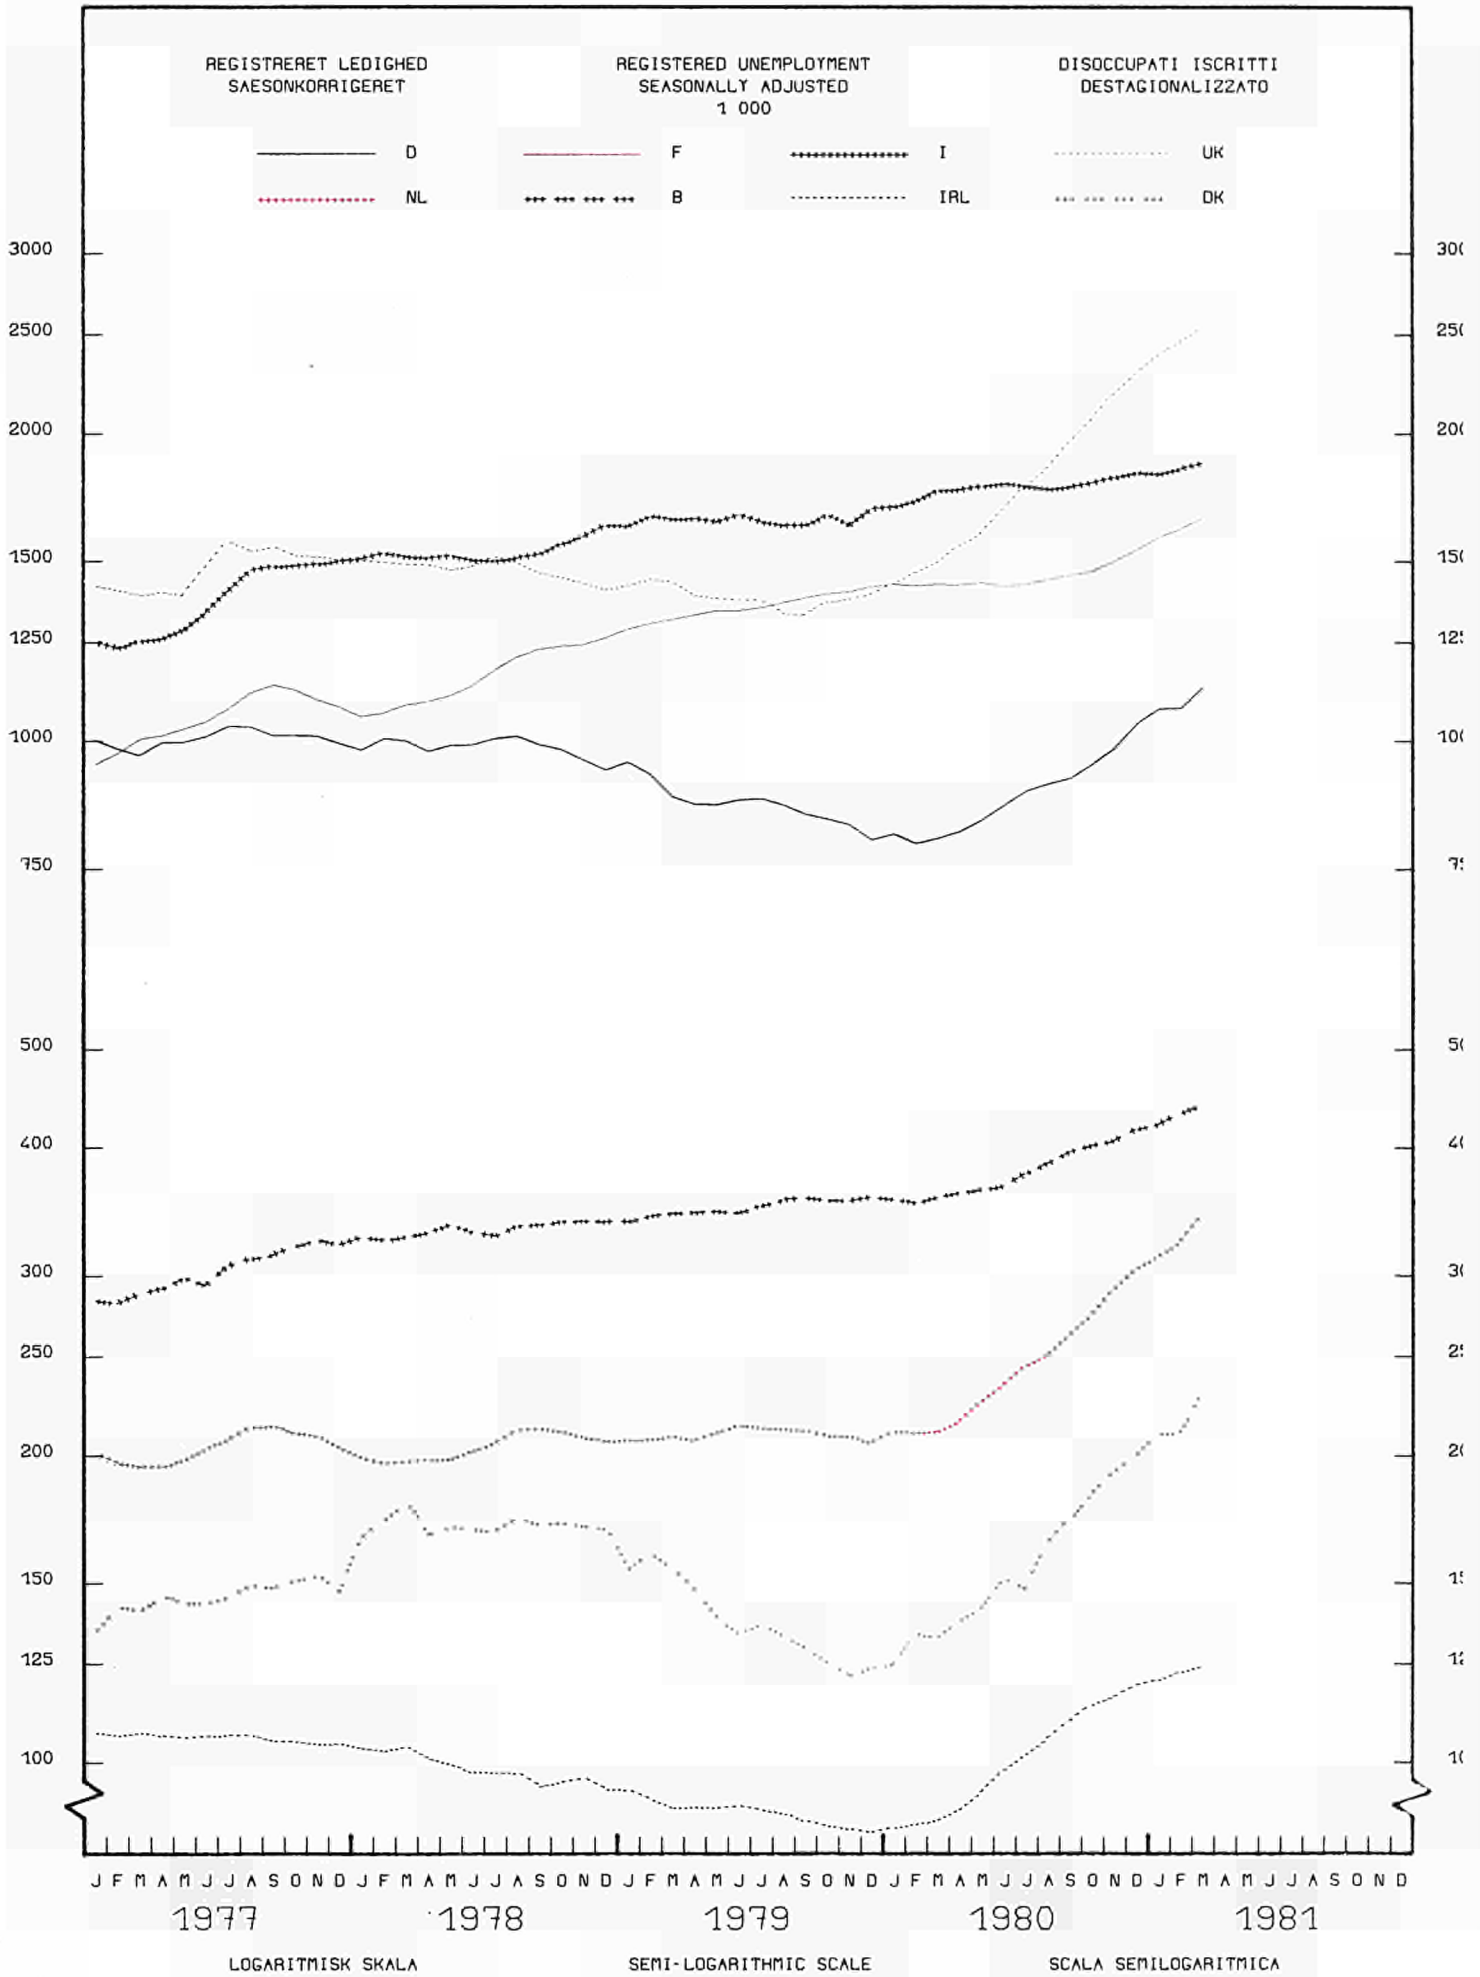 REGISTRERET LEDIGHED
SAESONKORRIGERET
REGISTERED UNEMPLOYMENT
SEASONALLY ADJUSTED
1 000
DISOCCUPATI ISCRITTI
DESTAGIONALIZZATO
D F I UK
NL B IRL DK
3000
2500
2000
1500
1250
1000
750
500
400
300
250
200
150
125
100
J F M A M J J A S O N D J F M A M J J A S O N D J F M A M J J A S O N D J F M A M J J A S O N D J F M A M J J A S O N D
1977 1978 1979 1980 1981
LOGARITMISK SKALA SEMI-LOGARITHMIC SCALE SCALA SEMILOGARITMICA